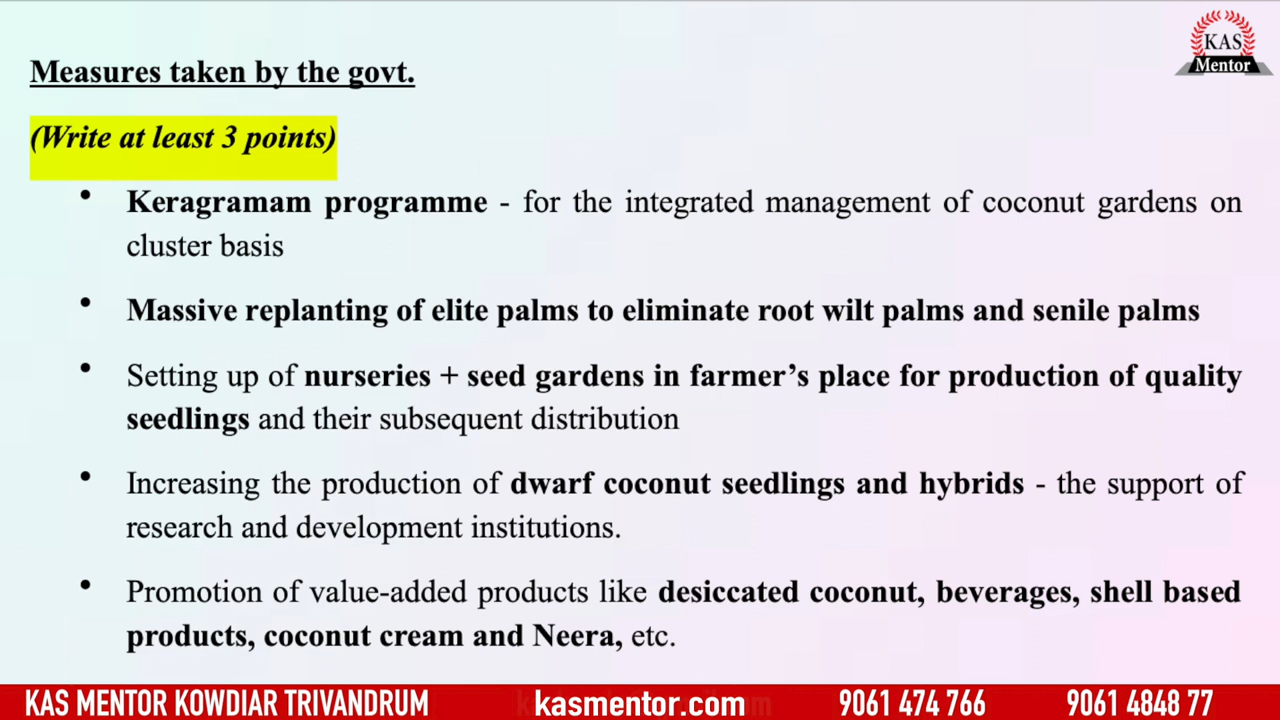 KAS
Mentor
Measures taken by the govt.
(Write at least 3 points)
• Keragramam programme - for the integrated management of coconut gardens on
cluster basis
• Massive replanting of elite palms to eliminate root wilt palms and senile palms
• Setting up of nurseries + seed gardens in farmer’s place for production of quality
seedlings and their subsequent distribution
• Increasing the production of dwarf coconut seedlings and hybrids - the support of
research and development institutions.
• Promotion of value-added products like desiccated coconut, beverages, shell based
products, coconut cream and Neera, etc.
KAS MENTOR KOWDIAR TRIVANDRUM kasmentor.com 9061 474 766 9061 4848 77